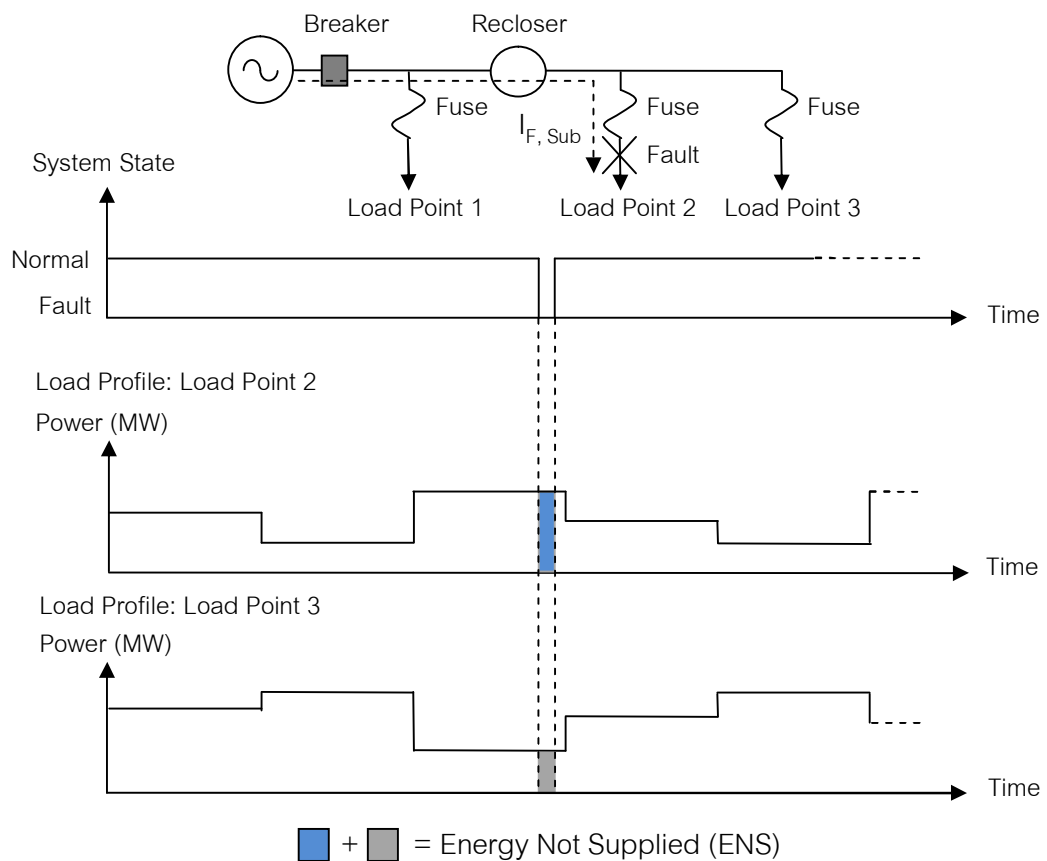 Breaker
Recloser
Fuse
Fuse
Fuse
I_F, Sub
Fault
System State
Load Point 1
Load Point 2
Load Point 3
Normal
Fault
Time
Load Profile: Load Point 2
Power (MW)
Time
Load Profile: Load Point 3
Power (MW)
Time
+ = Energy Not Supplied (ENS)